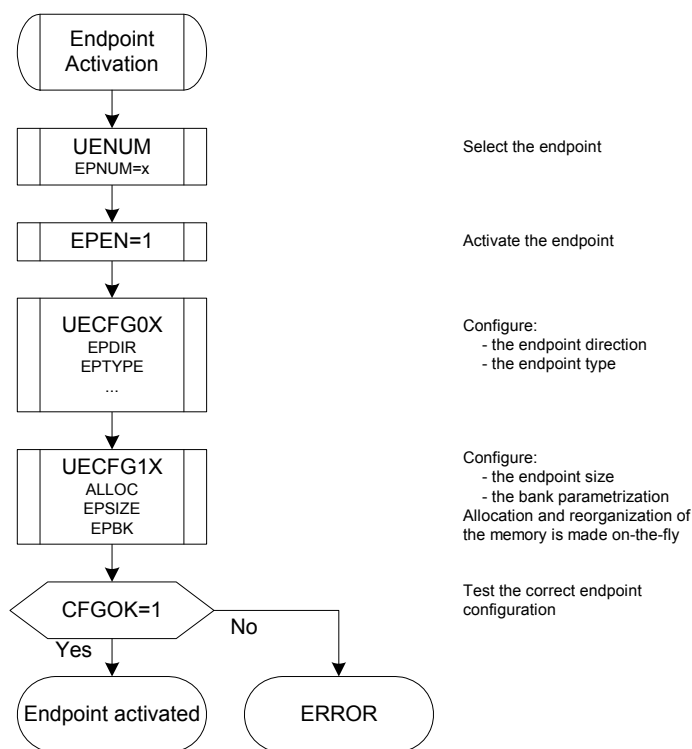 Endpoint
Activation
UENUM
EPNUM=x
Select the endpoint
EPEN=1
Activate the endpoint
UECFG0X
EPDIR
EPTYPE
...
Configure:
- the endpoint direction
- the endpoint type
UECFG1X
ALLOC
EPSIZE
EPBK
Configure:
- the endpoint size
- the bank parametrization
Allocation and reorganization of
the memory is made on-the-fly
CFGOK=1
Test the correct endpoint
configuration
Yes
No
Endpoint activated
ERROR